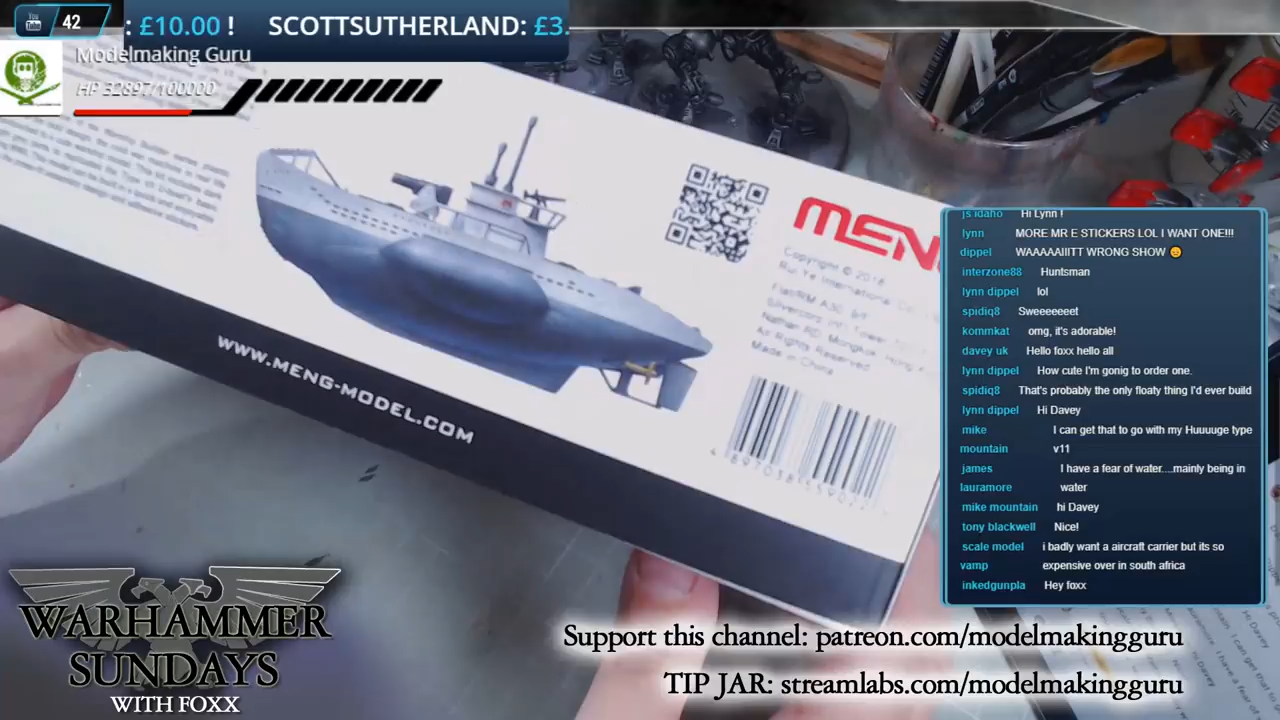 42
: £10.00 ! SCOTTSUTHERLAND: £3.
Modelmaking Guru
HP 32897/100000
MENG
Copyright © 2016
Made in China
WWW.MENG-MODEL.COM
js idaho Hi Lynn !
lynn MORE MR E STICKERS LOL I WANT ONE!!!
dippel WAAAAAIIITT WRONG SHOW 😊
interzone88 Huntsman
lynn dippel lol
spidiq8 Sweeeeeeet
kommkat omg, it's adorable!
davey uk Hello foxx hello all
lynn dippel How cute I'm gonig to order one.
spidiq8 That's probably the only floaty thing I'd ever build
lynn dippel Hi Davey
mike I can get that to go with my Huuuuge type
mountain v11
james I have a fear of water....mainly being in
lauramore water
mike mountain hi Davey
tony blackwell Nice!
scale model i badly want a aircraft carrier but its so
vamp expensive over in south africa
inkedgunpla Hey foxx
WARHAMMER
SUNDAYS
WITH FOXX
Support this channel: patreon.com/modelmakingguru
TIP JAR: streamlabs.com/modelmakingguru